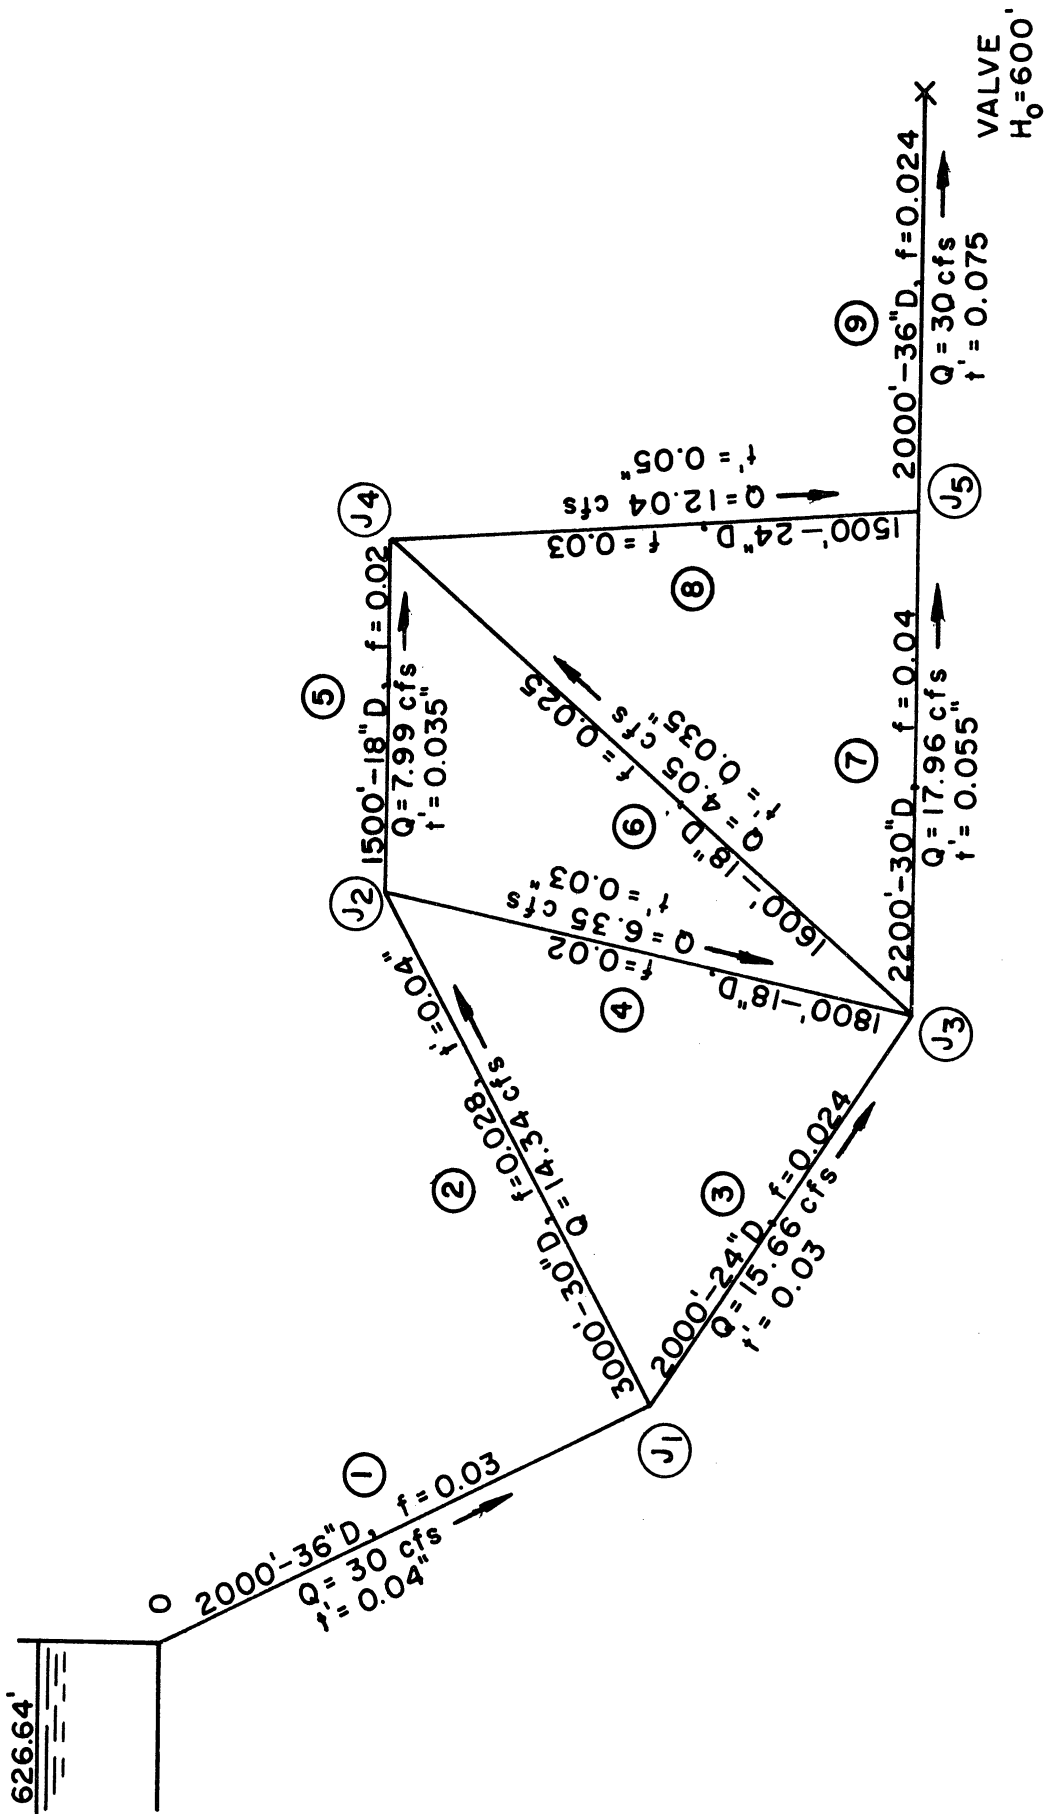 626.64'
O
2000'-36"D, f=0.03
Q=30 cfs
t'=0.04"
1
J1
3000'-30"D, f=0.028, t'=0.04"
Q=14.34 cfs
2
2000'-24"D, f=0.024
Q=15.66 cfs
t'=0.03
3
J2
J3
1800'-18"D, f=0.02
Q=6.35 cfs
t'=0.03"
4
1500'-18"D, f=0.02
Q=7.99 cfs
t'=0.035"
5
1600'-18"D, f=0.025
Q=4.05 cfs
t'=0.035"
6
2200'-30"D, f=0.04
Q=17.96 cfs
t'=0.055"
7
J4
1500'-24"D, f=0.03
Q=12.04 cfs
t'=0.05"
8
J5
2000'-36"D, f=0.024
Q=30 cfs
t'=0.075
9
VALVE
H₀=600'